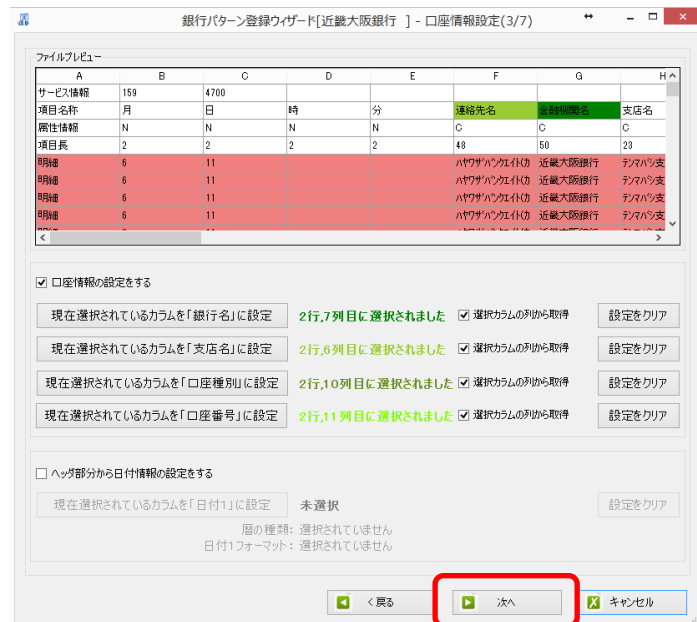 銀行パターン登録ウィザード[近畿大阪銀行 ] - 口座情報設定(3/7)
ファイルプレビュー
A B C D E F G H
サービス情報 159 4700
項目名称 月 日 時 分 連絡先名 金融機関名 支店名
属性情報 N N N N C C C
項目長 2 2 2 2 48 50 23
明細 6 11 ハヤワザバンクエイト(カ 近畿大阪銀行 テンマバシ支
明細 6 11 ハヤワザバンクエイト(カ 近畿大阪銀行 テンマバシ支
明細 6 11 ハヤワザバンクエイト(カ 近畿大阪銀行 テンマバシ支
明細 6 11 ハヤワザバンクエイト(カ 近畿大阪銀行 テンマバシ支
口座情報の設定をする
現在選択されているカラムを「銀行名」に設定 2行,7列目に選択されました 選択カラムの列から取得 設定をクリア
現在選択されているカラムを「支店名」に設定 2行,6列目に選択されました 選択カラムの列から取得 設定をクリア
現在選択されているカラムを「口座種別」に設定 2行,10列目に選択されました 選択カラムの列から取得 設定をクリア
現在選択されているカラムを「口座番号」に設定 2行,11列目に選択されました 選択カラムの列から取得 設定をクリア
ヘッダ部分から日付情報の設定をする
現在選択されているカラムを「日付1」に設定 未選択 設定をクリア
暦の種類: 選択されていません
日付1フォーマット: 選択されていません
< 戻る 次へ キャンセル